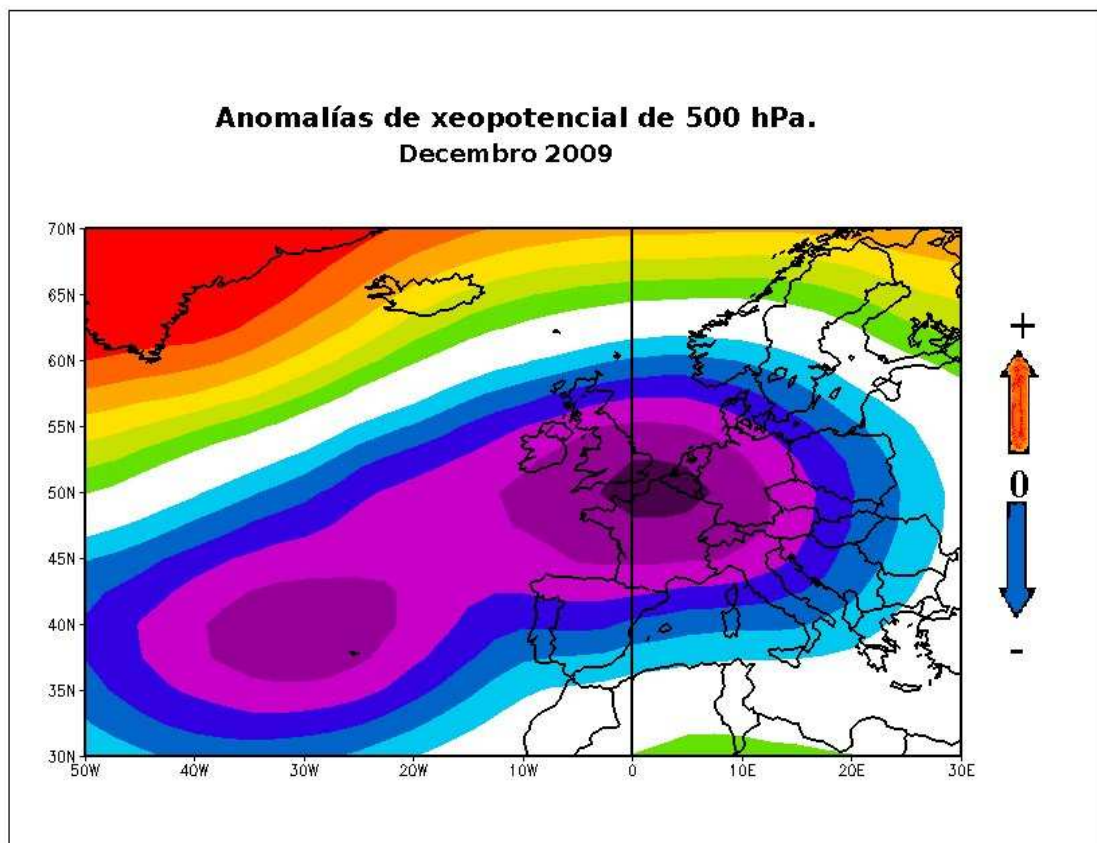 Anomalías de xeopotencial de 500 hPa.
Decembro 2009
70N
65N
60N
55N
50N
45N
40N
35N
30N
50W 40W 30W 20W 10W 0 10E 20E 30E
+
0
-